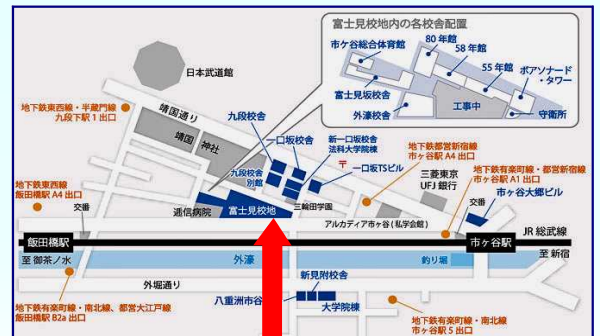 富士見校地内の各校舎配置
80 年館
58 年館
55 年館
市ケ谷総合体育館
ボアソナード
・タワー
富士見坂校舎
外濠校舎
工事中
守衛所
日本武道館
靖国通り
地下鉄東西線・半蔵門線
九段下駅 1 出口
靖国 神社
九段校舎
一口坂校舎
新一口坂校舎
法科大学院棟
九段校舎
別館
一口坂TSビル
〒
地下鉄都営新宿線
市ヶ谷駅 A4 出口
三菱東京
UFJ 銀行
地下鉄有楽町線・都営新宿線
市ヶ谷駅 A1 出口
市ヶ谷大郷ビル
地下鉄東西線
飯田橋駅 A4 出口
交番
逓信病院
富士見校地
三輪田学園
アルカディア市ヶ谷（私学会館）
交番
JR 総武線
飯田橋駅
市ヶ谷駅
至 御茶ノ水
外濠
釣り堀
至 新宿
外堀通り
新見附校舎
八重洲市谷
大学院棟
地下鉄有楽町線・南北線、都営大江戸線
飯田橋駅 B2a 出口
地下鉄有楽町線・南北線
市ヶ谷駅 5 出口